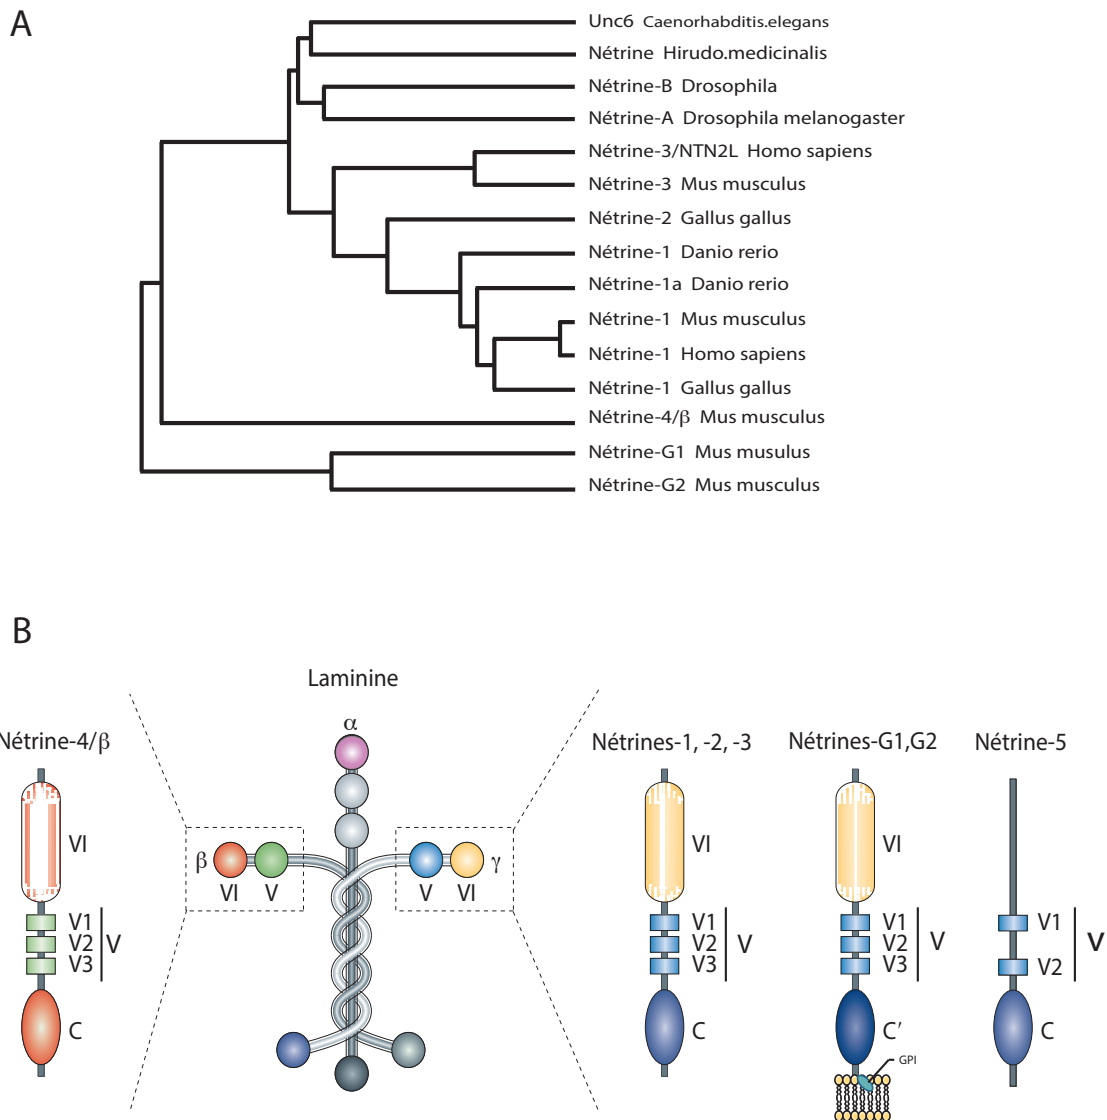 A
Unc6 Caenorhabditis.elegans
Nétrine Hirudo.medicinalis
Nétrine-B Drosophila
Nétrine-A Drosophila melanogaster
Nétrine-3/NTN2L Homo sapiens
Nétrine-3 Mus musculus
Nétrine-2 Gallus gallus
Nétrine-1 Danio rerio
Nétrine-1a Danio rerio
Nétrine-1 Mus musculus
Nétrine-1 Homo sapiens
Nétrine-1 Gallus gallus
Nétrine-4/β Mus musculus
Nétrine-G1 Mus musulus
Nétrine-G2 Mus musculus
B
Laminine
α
Nétrine-4/β
Nétrines-1, -2, -3
Nétrines-G1,G2
Nétrine-5
VI
β
VI
V
V
VI
γ
VI
VI
V1
V2
V3
V
V1
V2
V3
V
V1
V2
V3
V
V1
V2
V
C
C
C′
C
GPI